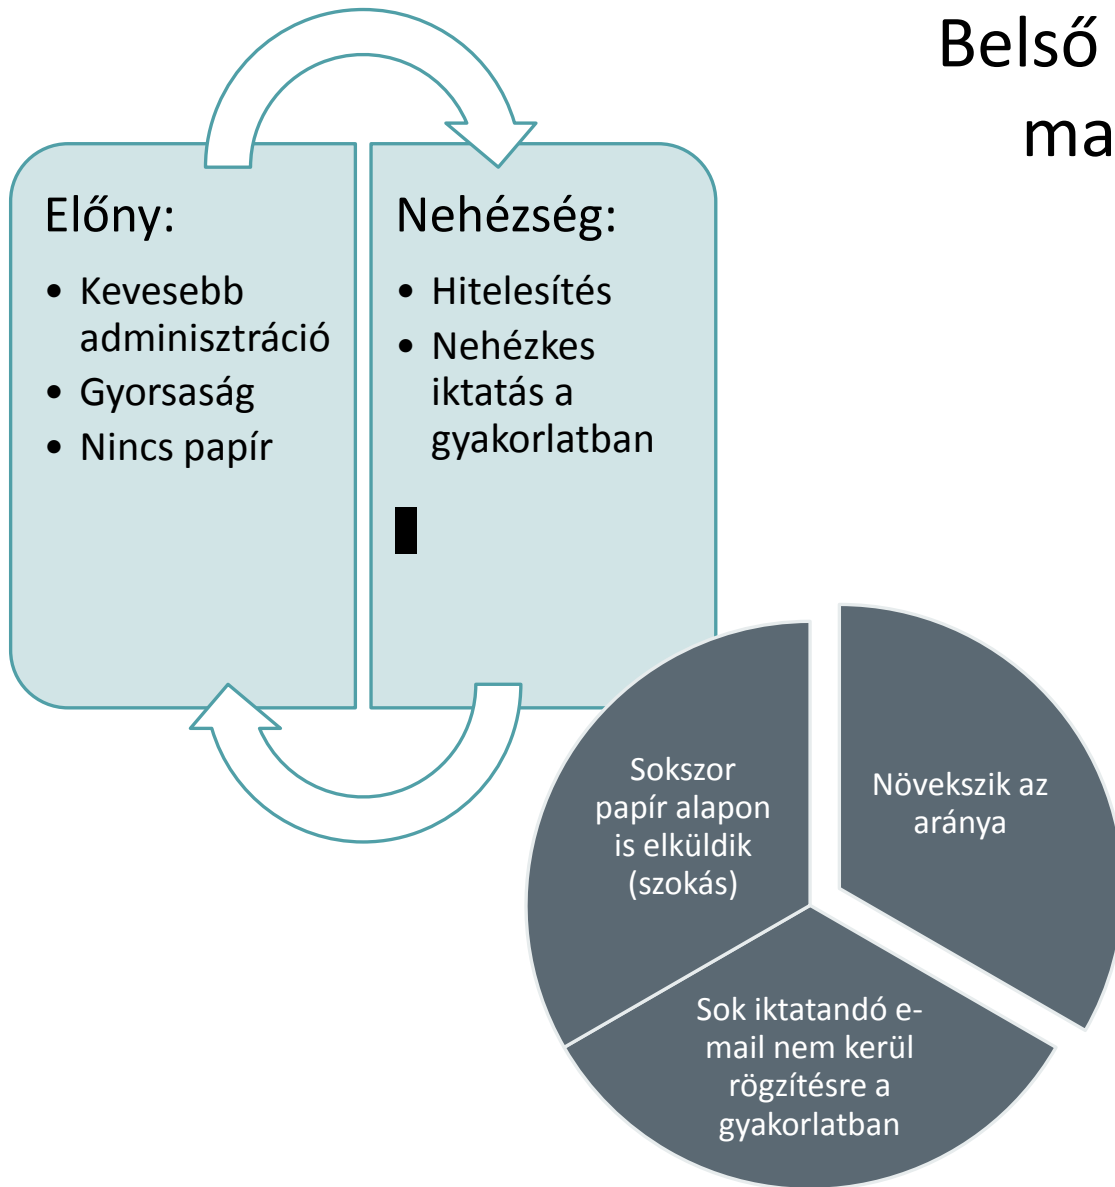 Belső
ma
Előny:
• Kevesebb
adminisztráció
• Gyorsaság
• Nincs papír
Nehézség:
• Hitelesítés
• Nehézkes
iktatás a
gyakorlatban
Sokszor
papír alapon
is elküldik
(szokás)
Növekszik az
aránya
Sok iktatandó e-
mail nem kerül
rögzítésre a
gyakorlatban